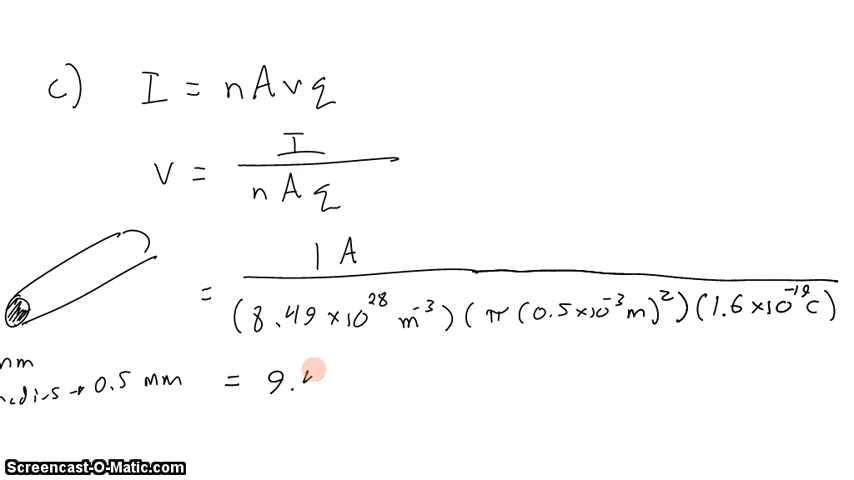 c) I = nAvq
v = I / nAq
= 1 A / (8.49 × 10^28 m^-3) (π (0.5×10^-3 m)^2) (1.6 × 10^-19 C)
mm
radius → 0.5 mm = 9.4
Screencast-O-Matic.com